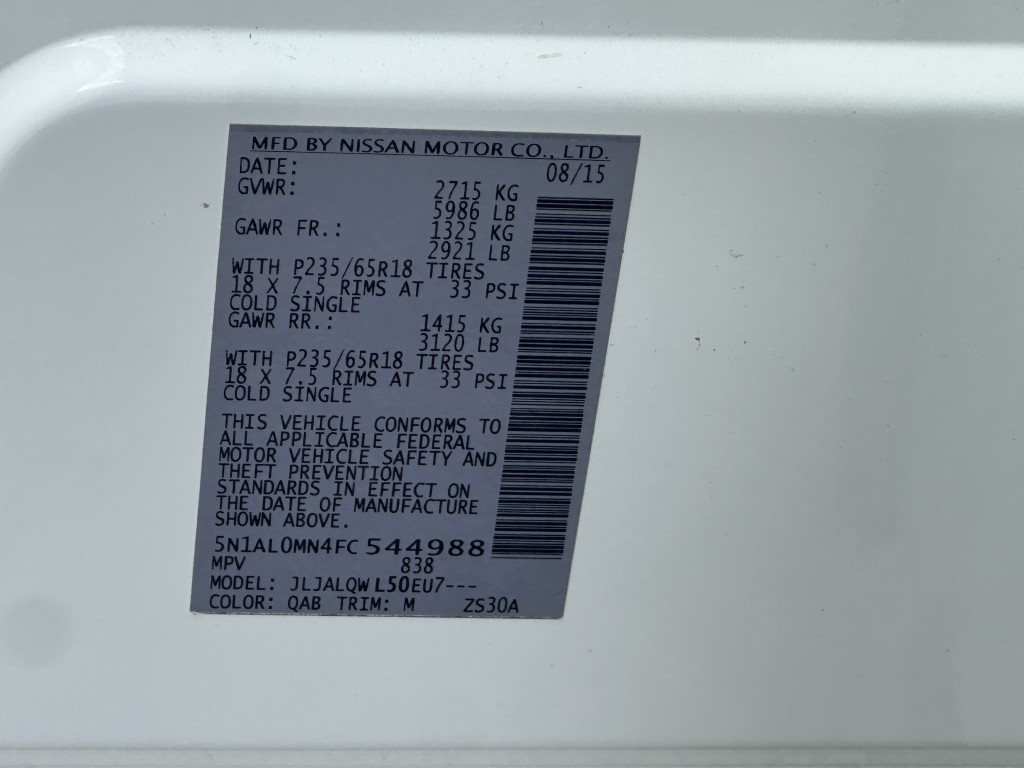 MFD BY NISSAN MOTOR CO., LTD.
DATE: 08/15
GVWR: 2715 KG
5986 LB
GAWR FR.: 1325 KG
2921 LB
WITH P235/65R18 TIRES
18 X 7.5 RIMS AT 33 PSI
COLD SINGLE
GAWR RR.: 1415 KG
3120 LB
WITH P235/65R18 TIRES
18 X 7.5 RIMS AT 33 PSI
COLD SINGLE
THIS VEHICLE CONFORMS TO
ALL APPLICABLE FEDERAL
MOTOR VEHICLE SAFETY AND
THEFT PREVENTION
STANDARDS IN EFFECT ON
THE DATE OF MANUFACTURE
SHOWN ABOVE.
5N1AL0MN4FC544988
MPV 838
MODEL: JLJALQWL50EU7---
COLOR: QAB TRIM: M ZS30A